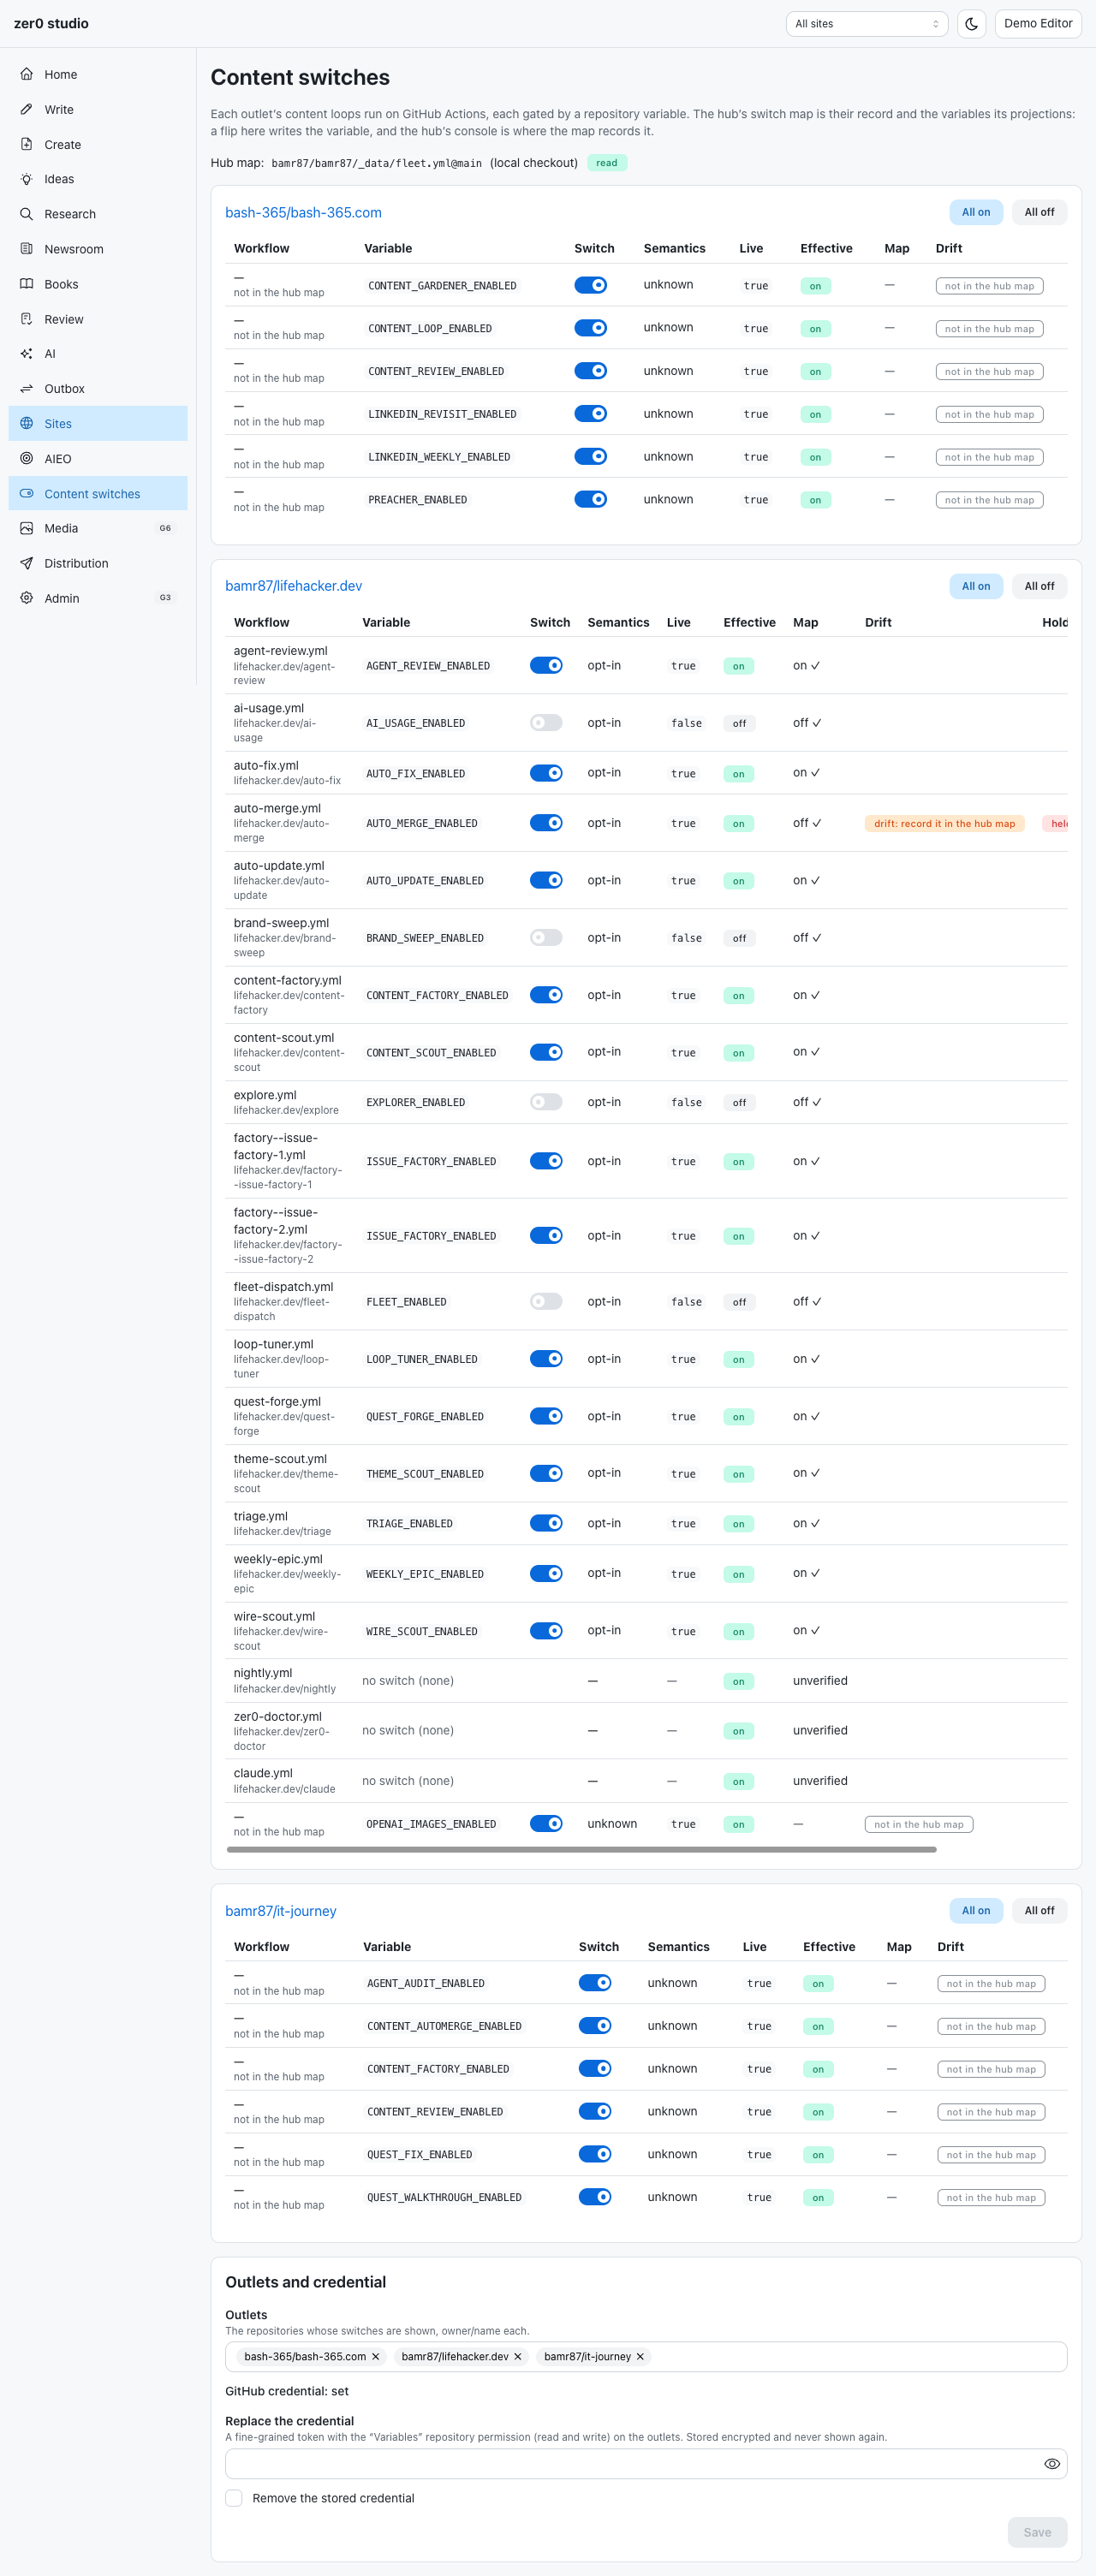 zer0 studio
All sites
Demo Editor
Home
Write
Create
Ideas
Research
Newsroom
Books
Review
AI
Outbox
Sites
AIEO
Content switches
Media G6
Distribution
Admin G3
Content switches
Each outlet's content loops run on GitHub Actions, each gated by a repository variable. The hub's switch map is their record and the variables its projections:
a flip here writes the variable, and the hub's console is where the map records it.
Hub map: bamr87/bamr87/_data/fleet.yml@main (local checkout) read
bash-365/bash-365.com All on All off
Workflow Variable Switch Semantics Live Effective Map Drift
— CONTENT_GARDENER_ENABLED unknown true on — not in the hub map
not in the hub map
— CONTENT_LOOP_ENABLED unknown true on — not in the hub map
not in the hub map
— CONTENT_REVIEW_ENABLED unknown true on — not in the hub map
not in the hub map
— LINKEDIN_REVISIT_ENABLED unknown true on — not in the hub map
not in the hub map
— LINKEDIN_WEEKLY_ENABLED unknown true on — not in the hub map
not in the hub map
— PREACHER_ENABLED unknown true on — not in the hub map
not in the hub map
bamr87/lifehacker.dev All on All off
Workflow Variable Switch Semantics Live Effective Map Drift Hold
agent-review.yml
lifehacker.dev/agent- AGENT_REVIEW_ENABLED opt-in true on on ✓
review
ai-usage.yml
lifehacker.dev/ai- AI_USAGE_ENABLED opt-in false off off ✓
usage
auto-fix.yml AUTO_FIX_ENABLED opt-in true on on ✓
lifehacker.dev/auto-fix
auto-merge.yml
lifehacker.dev/auto- AUTO_MERGE_ENABLED opt-in true on off ✓ drift: record it in the hub map held
merge
auto-update.yml
lifehacker.dev/auto- AUTO_UPDATE_ENABLED opt-in true on on ✓
update
brand-sweep.yml
lifehacker.dev/brand- BRAND_SWEEP_ENABLED opt-in false off off ✓
sweep
content-factory.yml
lifehacker.dev/content- CONTENT_FACTORY_ENABLED opt-in true on on ✓
factory
content-scout.yml
lifehacker.dev/content- CONTENT_SCOUT_ENABLED opt-in true on on ✓
scout
explore.yml EXPLORER_ENABLED opt-in false off off ✓
lifehacker.dev/explore
factory--issue-
factory-1.yml ISSUE_FACTORY_ENABLED opt-in true on on ✓
lifehacker.dev/factory-
-issue-factory-1
factory--issue-
factory-2.yml ISSUE_FACTORY_ENABLED opt-in true on on ✓
lifehacker.dev/factory-
-issue-factory-2
fleet-dispatch.yml
lifehacker.dev/fleet- FLEET_ENABLED opt-in false off off ✓
dispatch
loop-tuner.yml
lifehacker.dev/loop- LOOP_TUNER_ENABLED opt-in true on on ✓
tuner
quest-forge.yml
lifehacker.dev/quest- QUEST_FORGE_ENABLED opt-in true on on ✓
forge
theme-scout.yml
lifehacker.dev/theme- THEME_SCOUT_ENABLED opt-in true on on ✓
scout
triage.yml TRIAGE_ENABLED opt-in true on on ✓
lifehacker.dev/triage
weekly-epic.yml
lifehacker.dev/weekly- WEEKLY_EPIC_ENABLED opt-in true on on ✓
epic
wire-scout.yml
lifehacker.dev/wire- WIRE_SCOUT_ENABLED opt-in true on on ✓
scout
nightly.yml no switch (none) — — on unverified
lifehacker.dev/nightly
zer0-doctor.yml
lifehacker.dev/zer0- no switch (none) — — on unverified
doctor
claude.yml no switch (none) — — on unverified
lifehacker.dev/claude
— OPENAI_IMAGES_ENABLED unknown true on — not in the hub map
not in the hub map
bamr87/it-journey All on All off
Workflow Variable Switch Semantics Live Effective Map Drift
— AGENT_AUDIT_ENABLED unknown true on — not in the hub map
not in the hub map
— CONTENT_AUTOMERGE_ENABLED unknown true on — not in the hub map
not in the hub map
— CONTENT_FACTORY_ENABLED unknown true on — not in the hub map
not in the hub map
— CONTENT_REVIEW_ENABLED unknown true on — not in the hub map
not in the hub map
— QUEST_FIX_ENABLED unknown true on — not in the hub map
not in the hub map
— QUEST_WALKTHROUGH_ENABLED unknown true on — not in the hub map
not in the hub map
Outlets and credential
Outlets
The repositories whose switches are shown, owner/name each.
bash-365/bash-365.com ✕ bamr87/lifehacker.dev ✕ bamr87/it-journey ✕
GitHub credential: set
Replace the credential
A fine-grained token with the "Variables" repository permission (read and write) on the outlets. Stored encrypted and never shown again.
Remove the stored credential
Save